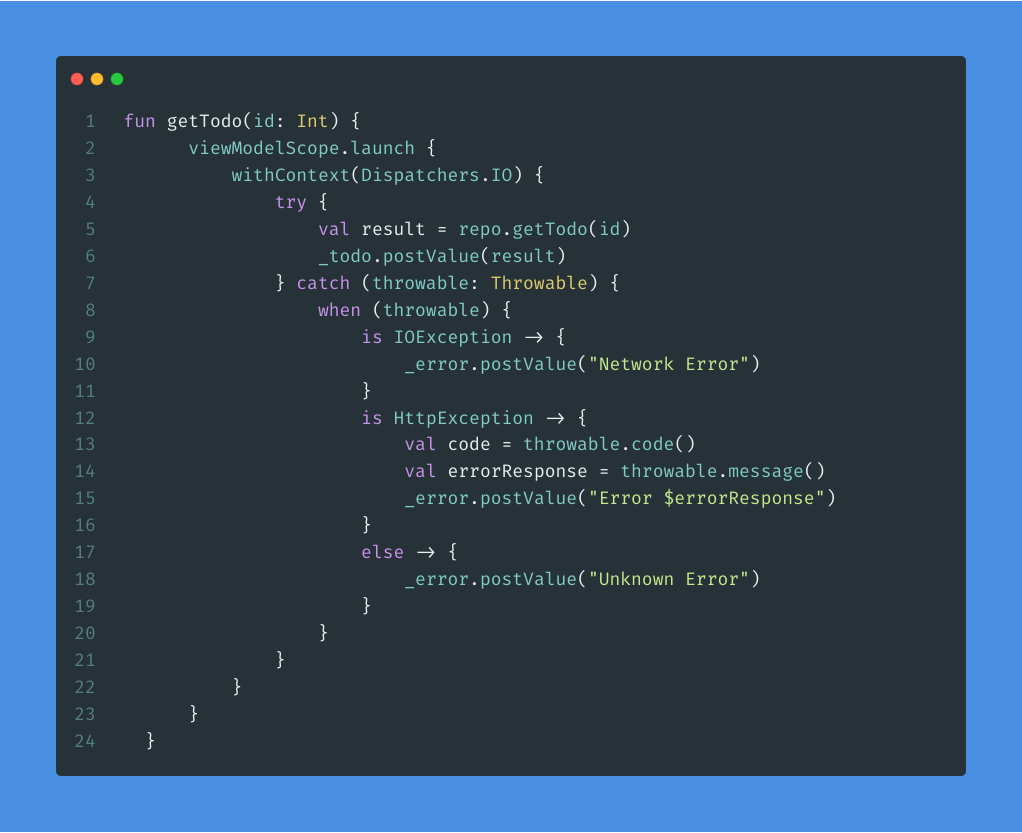 1 fun getTodo(id: Int) {
2 viewModelScope.launch {
3 withContext(Dispatchers.IO) {
4 try {
5 val result = repo.getTodo(id)
6 _todo.postValue(result)
7 } catch (throwable: Throwable) {
8 when (throwable) {
9 is IOException -> {
10 _error.postValue("Network Error")
11 }
12 is HttpException -> {
13 val code = throwable.code()
14 val errorResponse = throwable.message()
15 _error.postValue("Error $errorResponse")
16 }
17 else -> {
18 _error.postValue("Unknown Error")
19 }
20 }
21 }
22 }
23 }
24 }